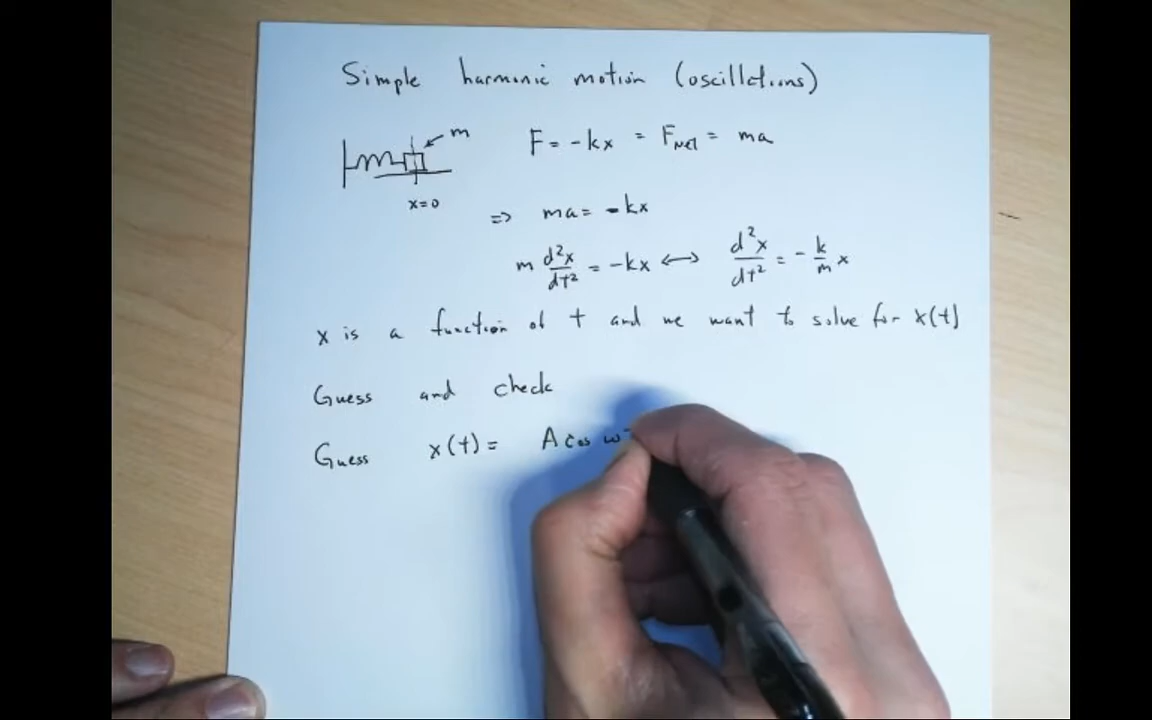 Simple harmonic motion (oscillations)
m
F = -kx = F_Net = ma
x=0
=> ma = -kx
m d²x/dt² = -kx <-> d²x/dt² = - k/m x
x is a function of t and we want to solve for x(t)
Guess and check
Guess x(t) = A cos ω